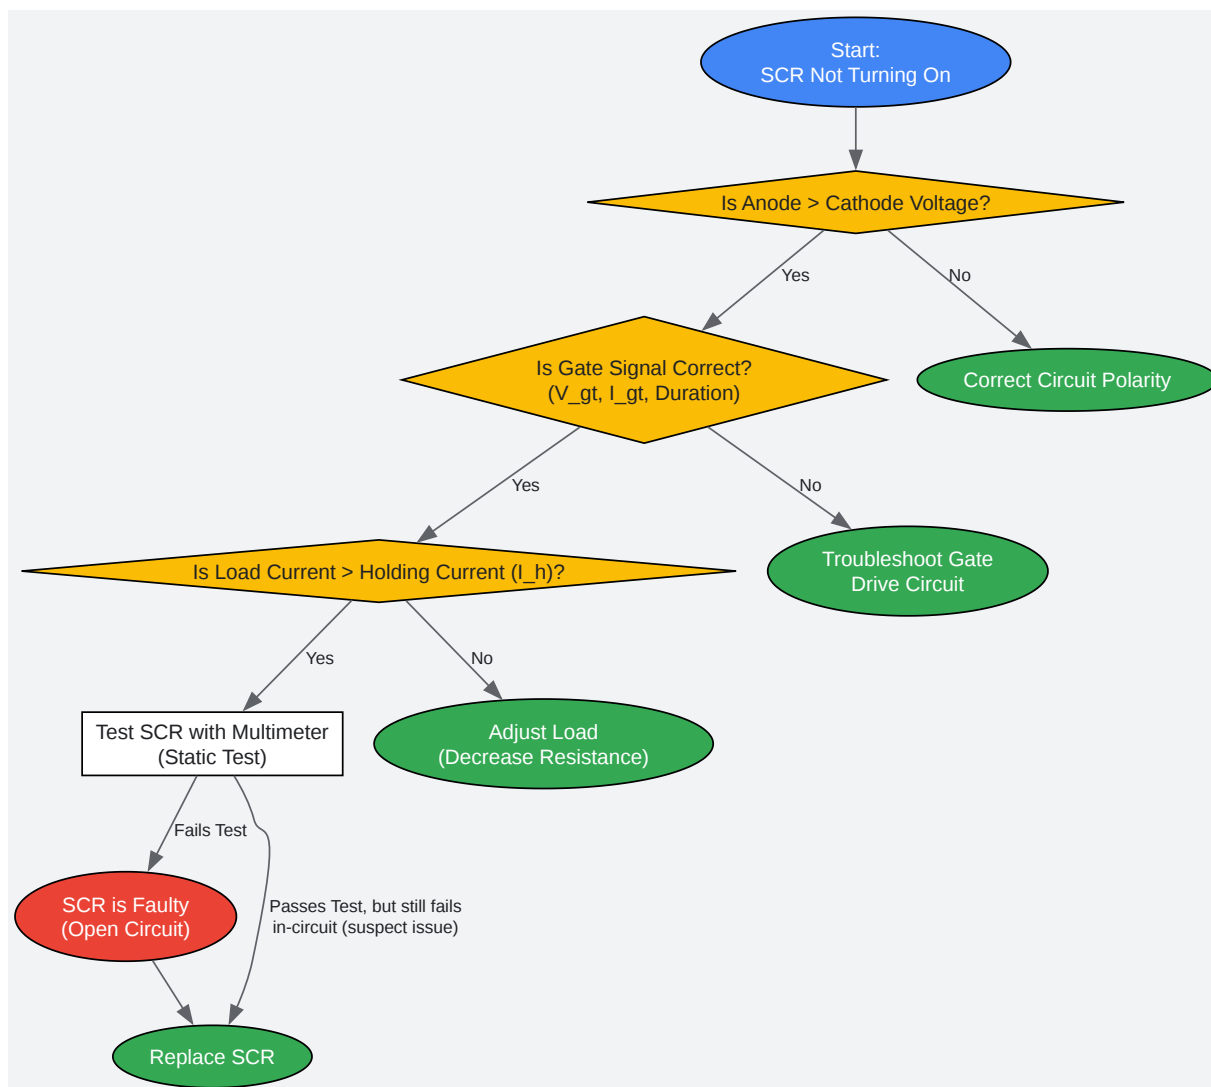 Start:
SCR Not Turning On
Is Anode > Cathode Voltage?
Yes
No
Is Gate Signal Correct?
(V_gt, I_gt, Duration)
Correct Circuit Polarity
Yes
No
Is Load Current > Holding Current (I_h)?
Troubleshoot Gate
Drive Circuit
Yes
No
Test SCR with Multimeter
(Static Test)
Adjust Load
(Decrease Resistance)
Fails Test
SCR is Faulty
(Open Circuit)
Passes Test, but still fails
in-circuit (suspect issue)
Replace SCR